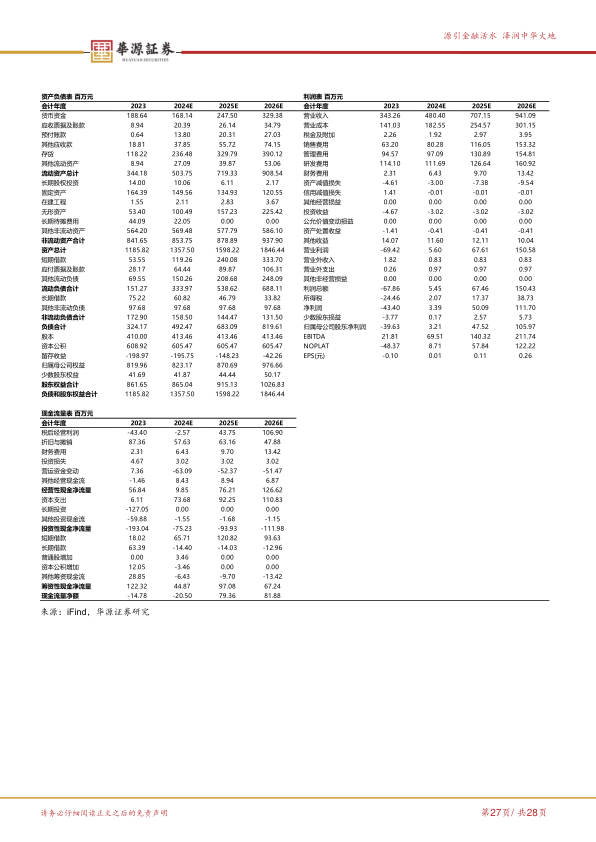 源引金融活水 泽润中华大地
華源証券
HUAYUAN SECURITIES
资产负债表 百万元
会计年度 2023 2024E 2025E 2026E
货币资金 188.64 168.14 247.50 329.38
应收票据及账款 8.94 20.39 26.14 34.79
预付账款 0.64 13.80 20.31 27.03
其他应收款 18.81 37.85 55.72 74.15
存货 118.22 236.48 329.79 390.12
其他流动资产 8.94 27.09 39.87 53.06
流动资产总计 344.18 503.75 719.33 908.54
长期股权投资 14.00 10.06 6.11 2.17
固定资产 164.39 149.56 134.93 120.55
在建工程 1.55 2.11 2.83 3.67
无形资产 53.40 100.49 157.23 225.42
长期待摊费用 44.09 22.05 0.00 0.00
其他非流动资产 564.20 569.48 577.79 586.10
非流动资产合计 841.65 853.75 878.89 937.90
资产总计 1185.82 1357.50 1598.22 1846.44
短期借款 53.55 119.26 240.08 333.70
应付票据及账款 28.17 64.44 89.87 106.31
其他流动负债 69.55 150.26 208.68 248.09
流动负债合计 151.27 333.97 538.62 688.11
长期借款 75.22 60.82 46.79 33.82
其他非流动负债 97.68 97.68 97.68 97.68
非流动负债合计 172.90 158.50 144.47 131.50
负债合计 324.17 492.47 683.09 819.61
股本 410.00 413.46 413.46 413.46
资本公积 608.92 605.47 605.47 605.47
留存收益 -198.97 -195.75 -148.23 -42.26
归属母公司权益 819.96 823.17 870.69 976.66
少数股东权益 41.69 41.87 44.44 50.17
股东权益合计 861.65 865.04 915.13 1026.83
负债和股东权益合计 1185.82 1357.50 1598.22 1846.44
利润表 百万元
会计年度 2023 2024E 2025E 2026E
营业收入 343.26 480.40 707.15 941.09
营业成本 141.03 182.55 254.57 301.15
税金及附加 2.26 1.92 2.97 3.95
销售费用 63.20 80.28 116.05 153.32
管理费用 94.57 97.09 130.89 154.81
研发费用 114.10 111.69 126.64 160.92
财务费用 2.31 6.43 9.70 13.42
资产减值损失 -4.61 -3.00 -7.38 -9.54
信用减值损失 1.41 -0.01 -0.01 -0.01
其他经营损益 0.00 0.00 0.00 0.00
投资收益 -4.67 -3.02 -3.02 -3.02
公允价值变动损益 0.00 0.00 0.00 0.00
资产处置收益 -1.41 -0.41 -0.41 -0.41
其他收益 14.07 11.60 12.11 10.04
营业利润 -69.42 5.60 67.61 150.58
营业外收入 1.82 0.83 0.83 0.83
营业外支出 0.26 0.97 0.97 0.97
其他非经营损益 0.00 0.00 0.00 0.00
利润总额 -67.86 5.45 67.46 150.43
所得税 -24.46 2.07 17.37 38.73
净利润 -43.40 3.39 50.09 111.70
少数股东损益 -3.77 0.17 2.57 5.73
归属母公司股东净利润 -39.63 3.21 47.52 105.97
EBITDA 21.81 69.51 140.32 211.74
NOPLAT -48.37 8.71 57.84 122.22
EPS(元) -0.10 0.01 0.11 0.26
现金流量表 百万元
会计年度 2023 2024E 2025E 2026E
税后经营利润 -43.40 -2.57 43.75 106.90
折旧与摊销 87.36 57.63 63.16 47.88
财务费用 2.31 6.43 9.70 13.42
投资损失 4.67 3.02 3.02 3.02
营运资金变动 7.36 -63.09 -52.37 -51.47
其他经营现金流 -1.46 8.43 8.94 6.87
经营性现金净流量 56.84 9.85 76.21 126.62
资本支出 6.11 73.68 92.25 110.83
长期投资 -127.05 0.00 0.00 0.00
其他投资现金流 -59.88 -1.55 -1.68 -1.15
投资性现金净流量 -193.04 -75.23 -93.93 -111.98
短期借款 18.02 65.71 120.82 93.63
长期借款 63.39 -14.40 -14.03 -12.96
普通股增加 0.00 3.46 0.00 0.00
资本公积增加 12.05 -3.46 0.00 0.00
其他筹资现金流 28.85 -6.43 -9.70 -13.42
筹资性现金净流量 122.32 44.87 97.08 67.24
现金流量净额 -14.78 -20.50 79.36 81.88
来源：iFind，华源证券研究
请务必仔细阅读正文之后的免责声明
第27页/ 共28页